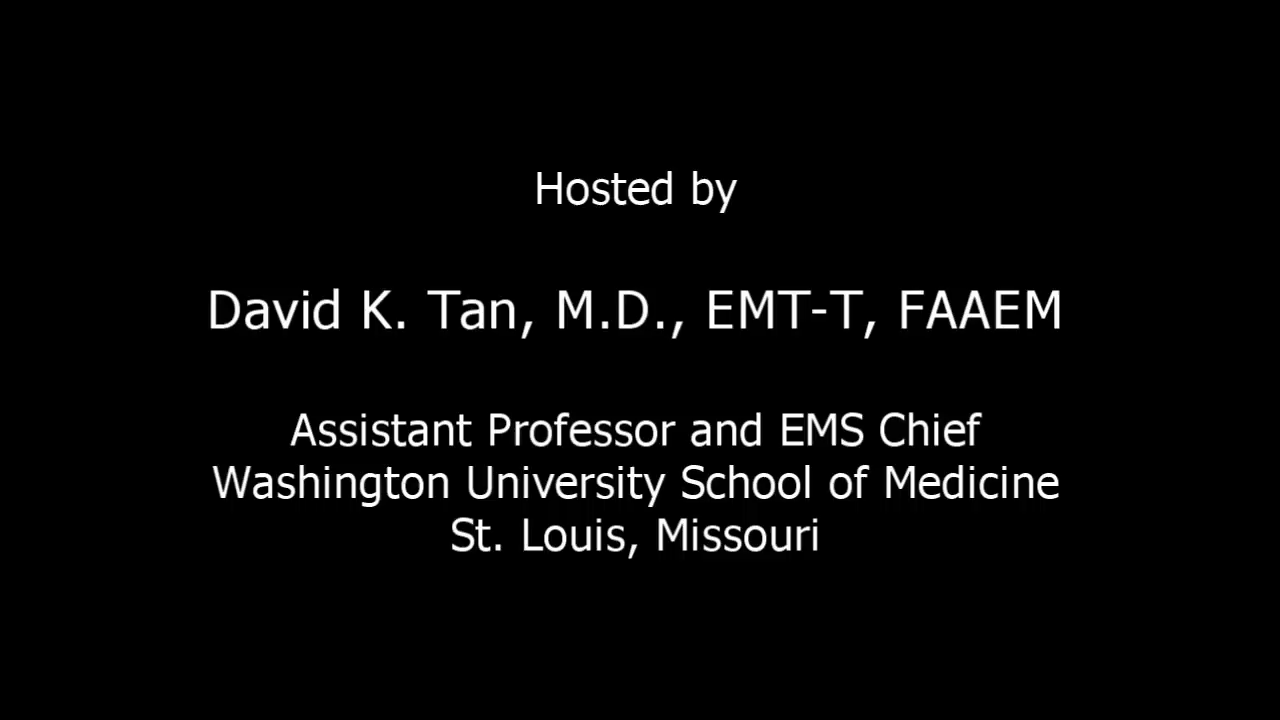 Hosted by
David K. Tan, M.D., EMT-T, FAAEM
Assistant Professor and EMS Chief
Washington University School of Medicine
St. Louis, Missouri